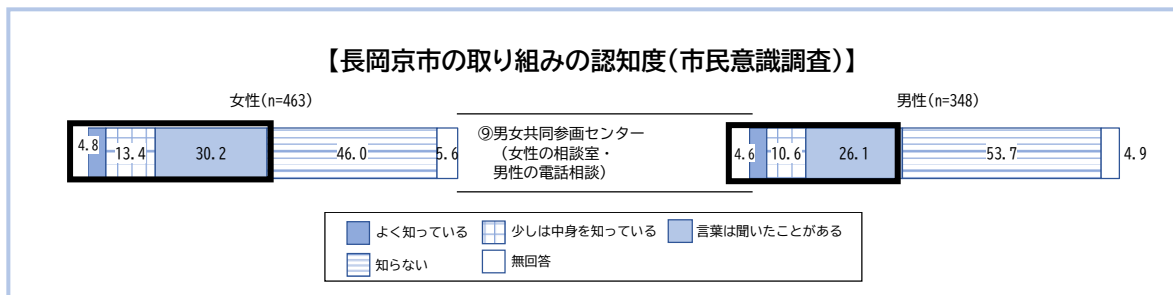 【長岡京市の取り組みの認知度(市民意識調査)】
女性(n=463)
男性(n=348)
4.8 13.4 30.2 46.0 5.6
⑨男女共同参画センター
(女性の相談室・
男性の電話相談)
4.6 10.6 26.1 53.7 4.9
よく知っている 少しは中身を知っている 言葉は聞いたことがある
知らない 無回答